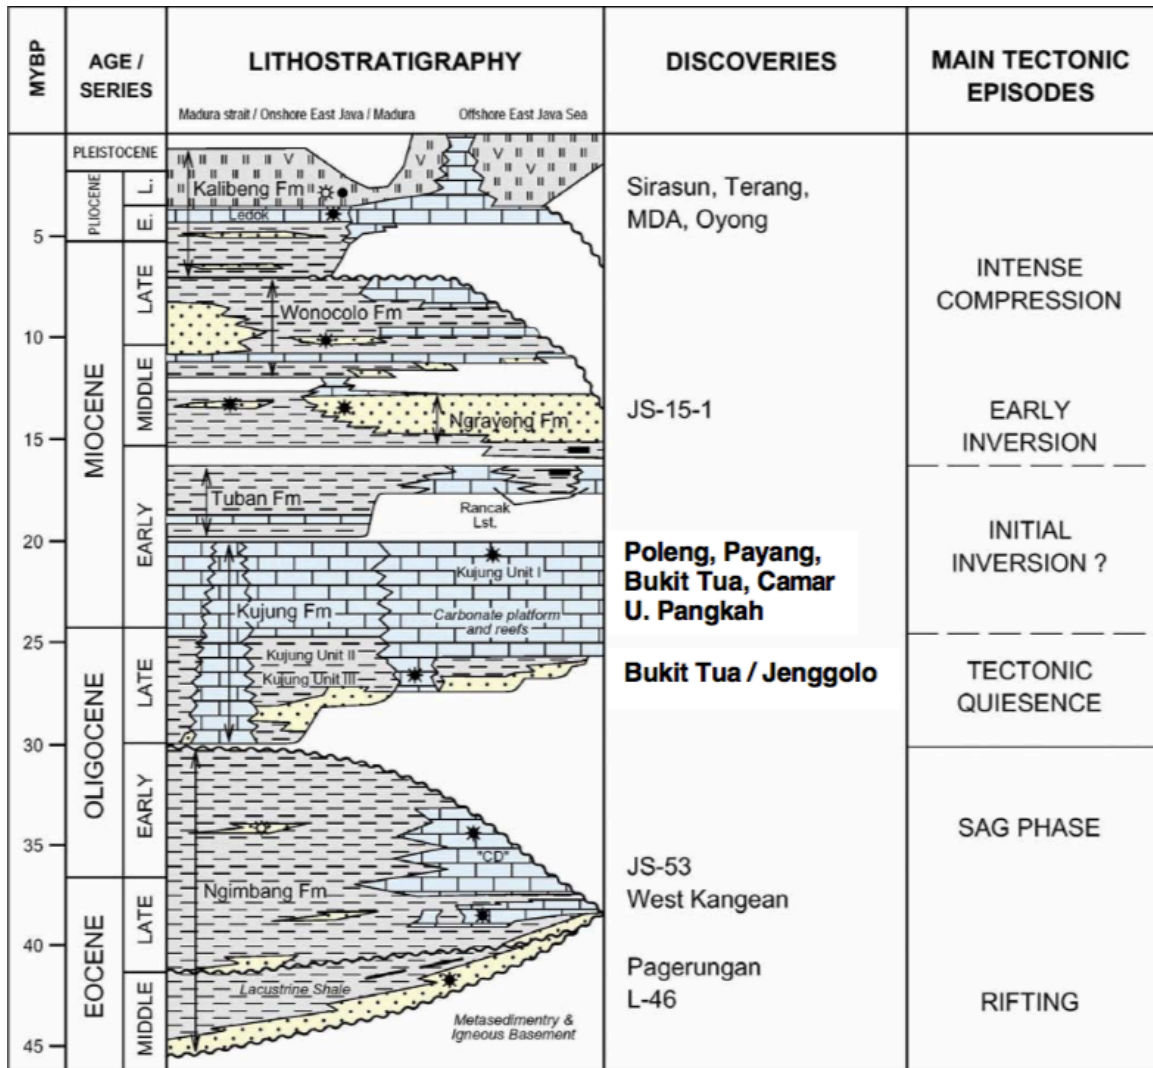 MYBP
AGE /
SERIES
LITHOSTRATIGRAPHY
Madura strait / Onshore East Java / Madura
Offshore East Java Sea
DISCOVERIES
MAIN TECTONIC
EPISODES
PLEISTOCENE
PLIOCENE
L.
E.
MIOCENE
LATE
MIDDLE
EARLY
OLIGOCENE
LATE
EARLY
EOCENE
LATE
MIDDLE
5
10
15
20
25
30
35
40
45
V
V
V
V
Kalibeng Fm
Ledok
Wonocolo Fm
Ngrayong Fm
Tuban Fm
Rancak
Lst.
Kujung Unit I
Kujung Fm
Carbonate platform
and reefs
Kujung Unit II
Kujung Unit III
"CD"
Ngimbang Fm
Lacustrine Shale
Metasedimentry &
Igneous Basement
Sirasun, Terang,
MDA, Oyong
JS-15-1
Poleng, Payang,
Bukit Tua, Camar
U. Pangkah
Bukit Tua / Jenggolo
JS-53
West Kangean
Pagerungan
L-46
INTENSE
COMPRESSION
EARLY
INVERSION
INITIAL
INVERSION ?
TECTONIC
QUIESENCE
SAG PHASE
RIFTING